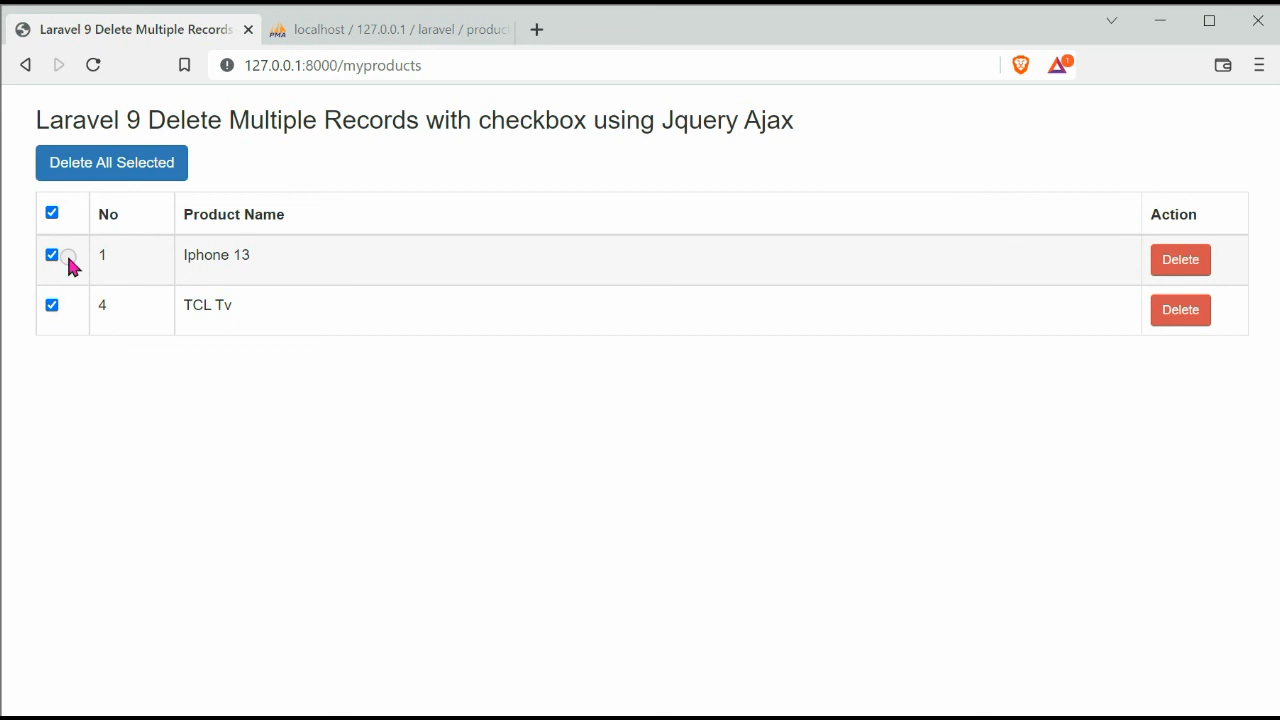 Laravel 9 Delete Multiple Records
localhost / 127.0.0.1 / laravel / produc
127.0.0.1:8000/myproducts
1
Laravel 9 Delete Multiple Records with checkbox using Jquery Ajax
Delete All Selected
No Product Name Action
1 Iphone 13 Delete
4 TCL Tv Delete